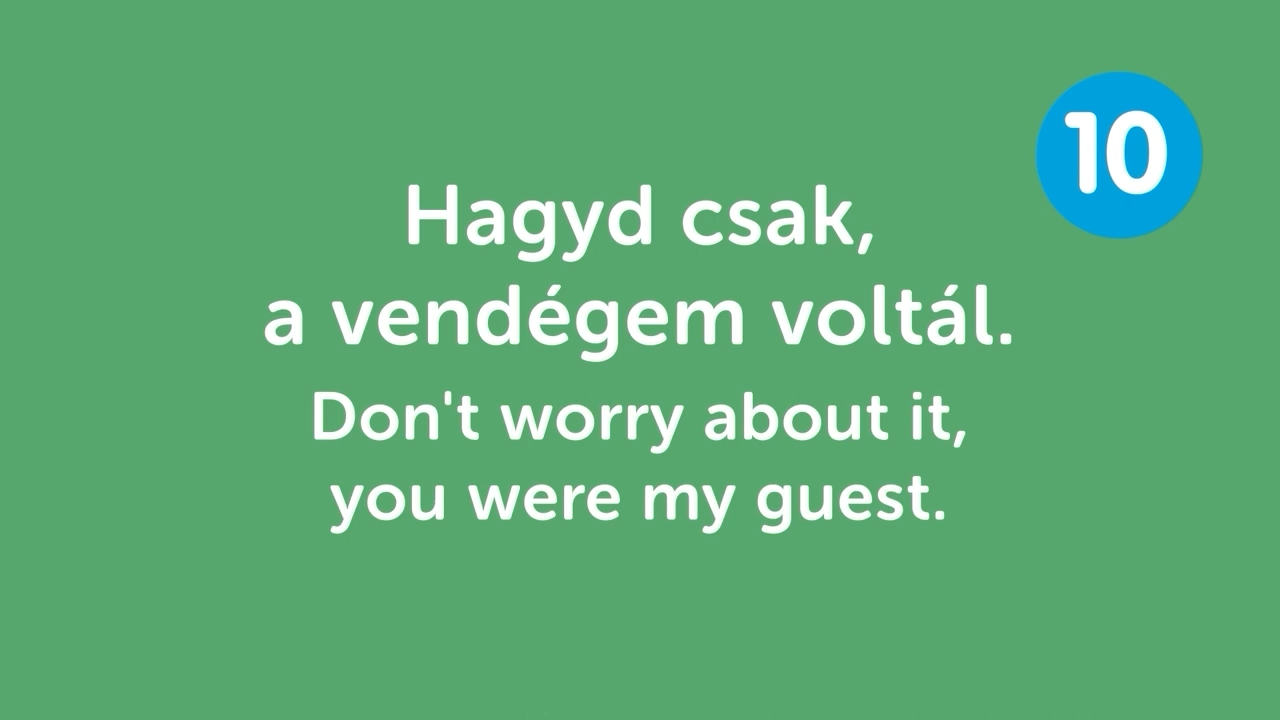 10
Hagyd csak,
a vendégem voltál.
Don't worry about it,
you were my guest.